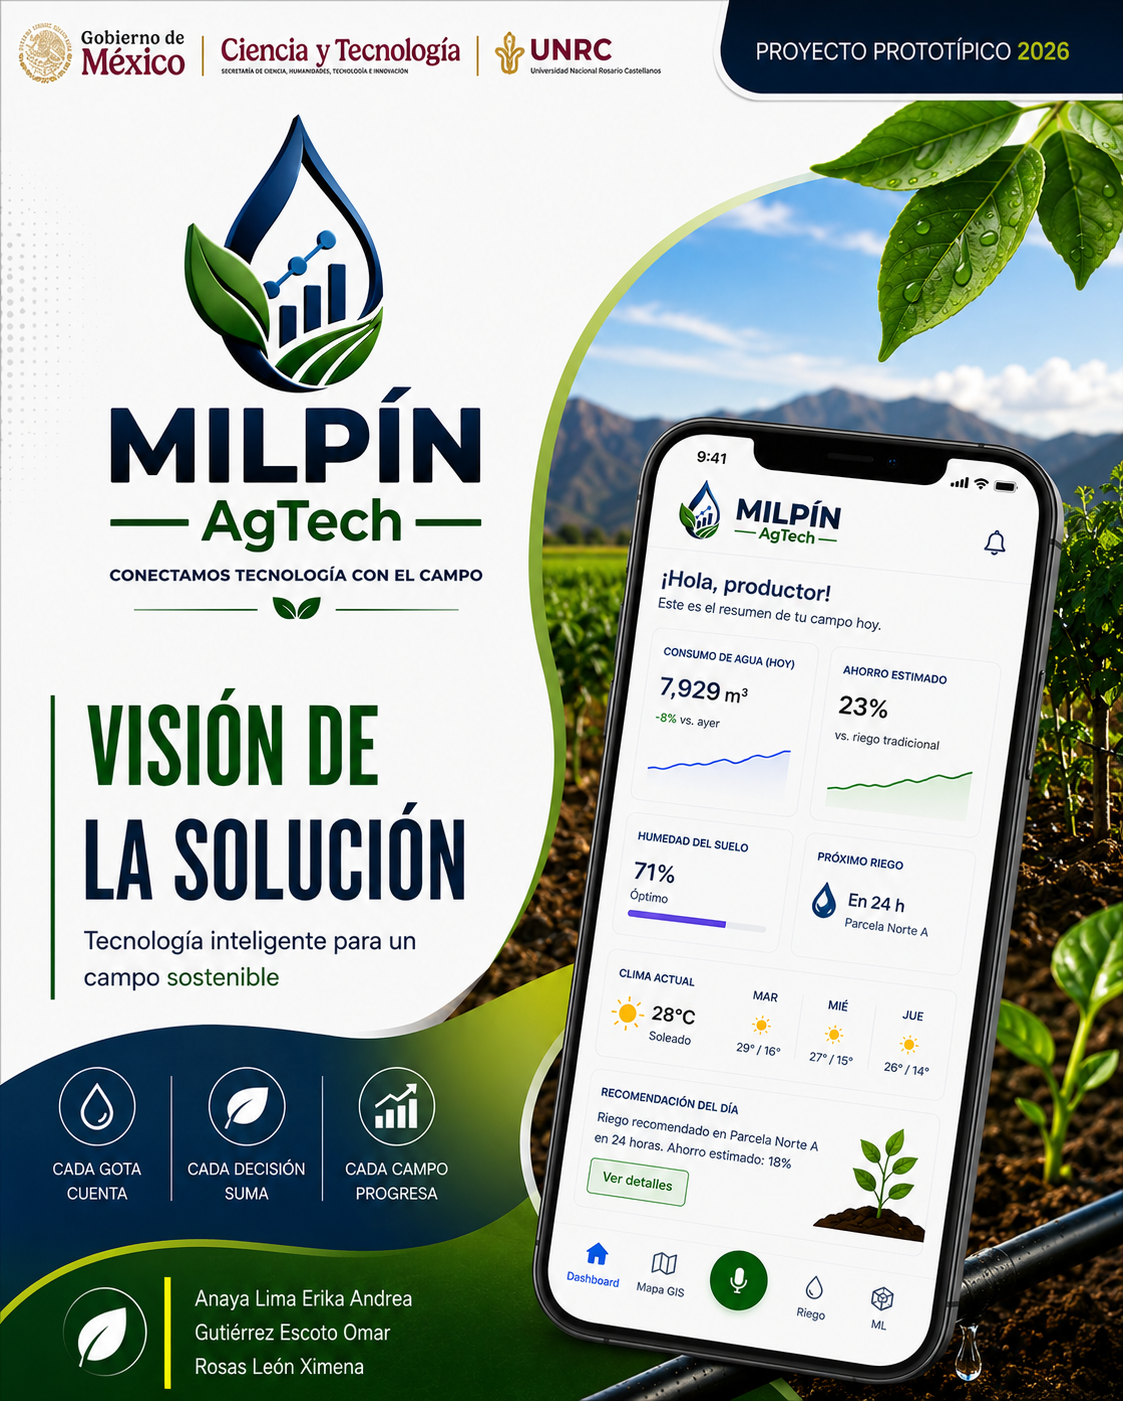 Gobierno de
México
Ciencia y Tecnología
SECRETARÍA DE CIENCIA, HUMANIDADES, TECNOLOGÍA E INNOVACIÓN
UNRC
Universidad Nacional Rosario Castellanos
PROYECTO PROTOTÍPICO 2026
MILPÍN
AgTech
CONECTAMOS TECNOLOGÍA CON EL CAMPO
VISIÓN DE
LA SOLUCIÓN
Tecnología inteligente para un
campo sostenible
CADA GOTA
CUENTA
CADA DECISIÓN
SUMA
CADA CAMPO
PROGRESA
Anaya Lima Erika Andrea
Gutiérrez Escoto Omar
Rosas León Ximena
9:41
MILPÍN
AgTech
¡Hola, productor!
Este es el resumen de tu campo hoy.
CONSUMO DE AGUA (HOY)
7,929 m³
-8% vs. ayer
AHORRO ESTIMADO
23%
vs. riego tradicional
HUMEDAD DEL SUELO
71%
Óptimo
PRÓXIMO RIEGO
En 24 h
Parcela Norte A
CLIMA ACTUAL
28°C
Soleado
MAR
29° / 16°
MIÉ
27° / 15°
JUE
26° / 14°
RECOMENDACIÓN DEL DÍA
Riego recomendado en Parcela Norte A
en 24 horas. Ahorro estimado: 18%
Ver detalles
Dashboard
Mapa GIS
Riego
ML